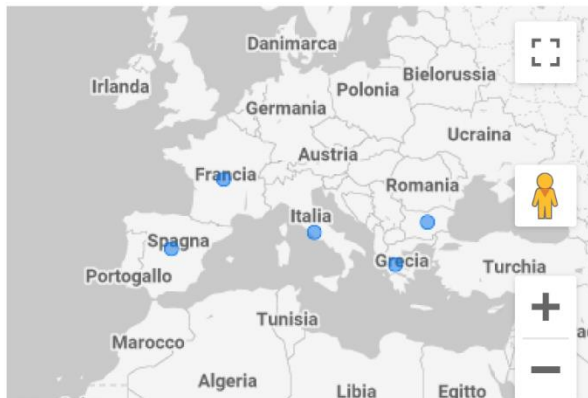 Danimarca
Irlanda
Bielorussia
Polonia
Germania
Ucraina
Austria
Francia
Romania
Italia
Spagna
Grecia
Portogallo
Turchia
Tunisia
Marocco
Algeria
Libia
Egitto